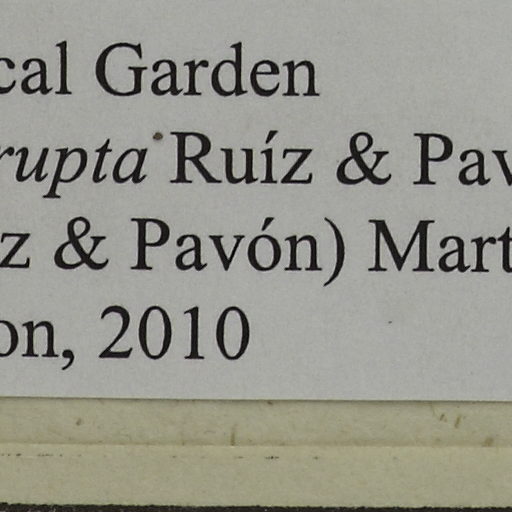 cal Garden
rupta Ruíz & Pav
z & Pavón) Mart
on, 2010